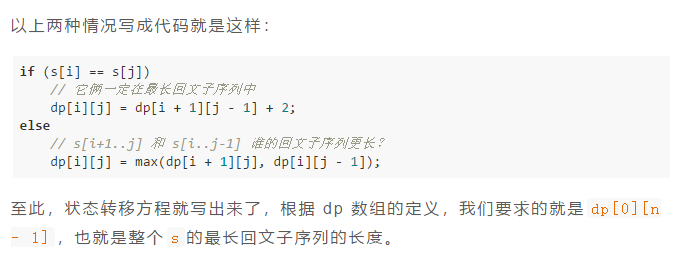 以上两种情况写成代码就是这样：
if (s[i] == s[j])
// 它俩一定在最长回文子序列中
dp[i][j] = dp[i + 1][j - 1] + 2;
else
// s[i+1..j] 和 s[i..j-1] 谁的回文子序列更长？
dp[i][j] = max(dp[i + 1][j], dp[i][j - 1]);
至此，状态转移方程就写出来了，根据 dp 数组的定义，我们要求的就是 dp[0][n
- 1]，也就是整个 s 的最长回文子序列的长度。